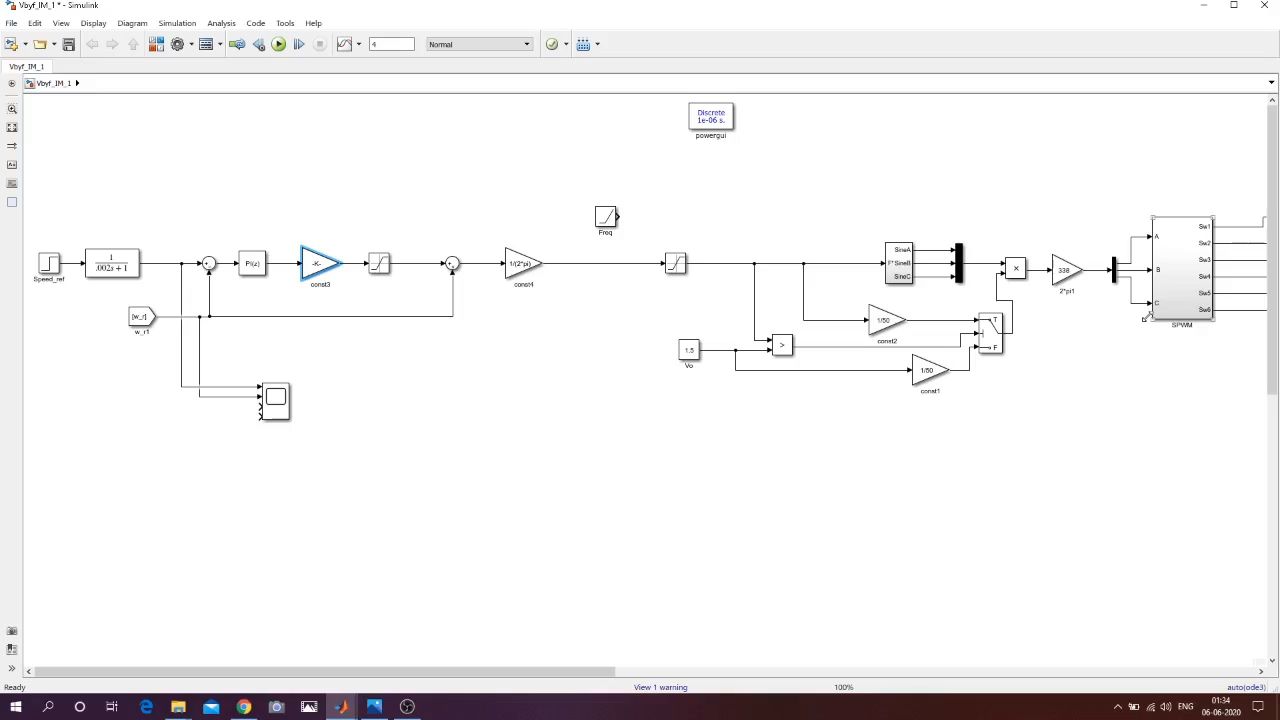 Vbyf_IM_1 * - Simulink
File Edit View Display Diagram Simulation Analysis Code Tools Help
4 Normal
Vbyf_IM_1
Vbyf_IM_1
Discrete
1e-06 s.
powergui
Freq
Speed_ref
1
.002s + 1
PI(z)
-K-
const3
1/(2*pi)
const4
[w_r]
w_r1
1.5
Vo
>
1/50
const2
1/50
const1
SineA
F*SineB
SineC
T
F
×
338
2*pi1
A
B
C
Sw1
Sw2
Sw3
Sw4
Sw5
Sw6
SPWM
Ready View 1 warning 100% auto(ode3)
ENG 01:34
06-06-2020